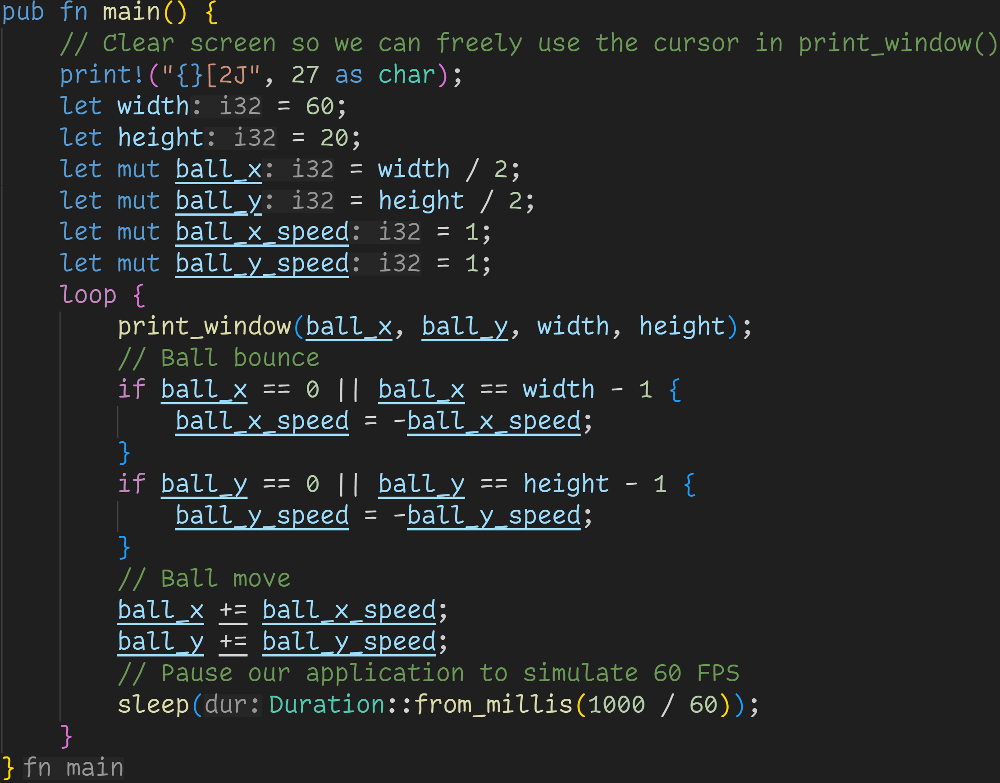 pub fn main() {
    // Clear screen so we can freely use the cursor in print_window()
    print!("{}[2J", 27 as char);
    let width: i32 = 60;
    let height: i32 = 20;
    let mut ball_x: i32 = width / 2;
    let mut ball_y: i32 = height / 2;
    let mut ball_x_speed: i32 = 1;
    let mut ball_y_speed: i32 = 1;
    loop {
        print_window(ball_x, ball_y, width, height);
        // Ball bounce
        if ball_x == 0 || ball_x == width - 1 {
            ball_x_speed = -ball_x_speed;
        }
        if ball_y == 0 || ball_y == height - 1 {
            ball_y_speed = -ball_y_speed;
        }
        // Ball move
        ball_x += ball_x_speed;
        ball_y += ball_y_speed;
        // Pause our application to simulate 60 FPS
        sleep(dur: Duration::from_millis(1000 / 60));
    }
} fn main